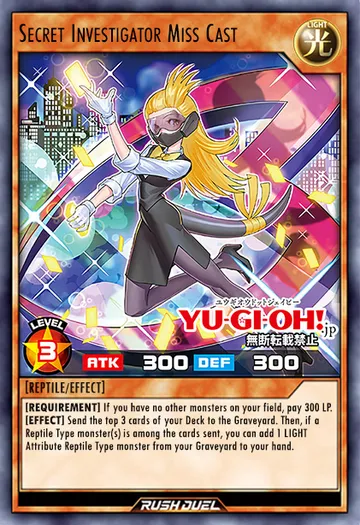 SECRET INVESTIGATOR MISS CAST
LIGHT
光
ユウギオウドットジェイピー
YU-GI-OH!.jp
無断転載禁止
LEVEL
3
ATK 300 DEF 300
[REPTILE/EFFECT]
[REQUIREMENT] If you have no other monsters on your field, pay 300 LP.
[EFFECT] Send the top 3 cards of your Deck to the Graveyard. Then, if a
Reptile Type monster(s) is among the cards sent, you can add 1 LIGHT
Attribute Reptile Type monster from your Graveyard to your hand.
RUSH DUEL